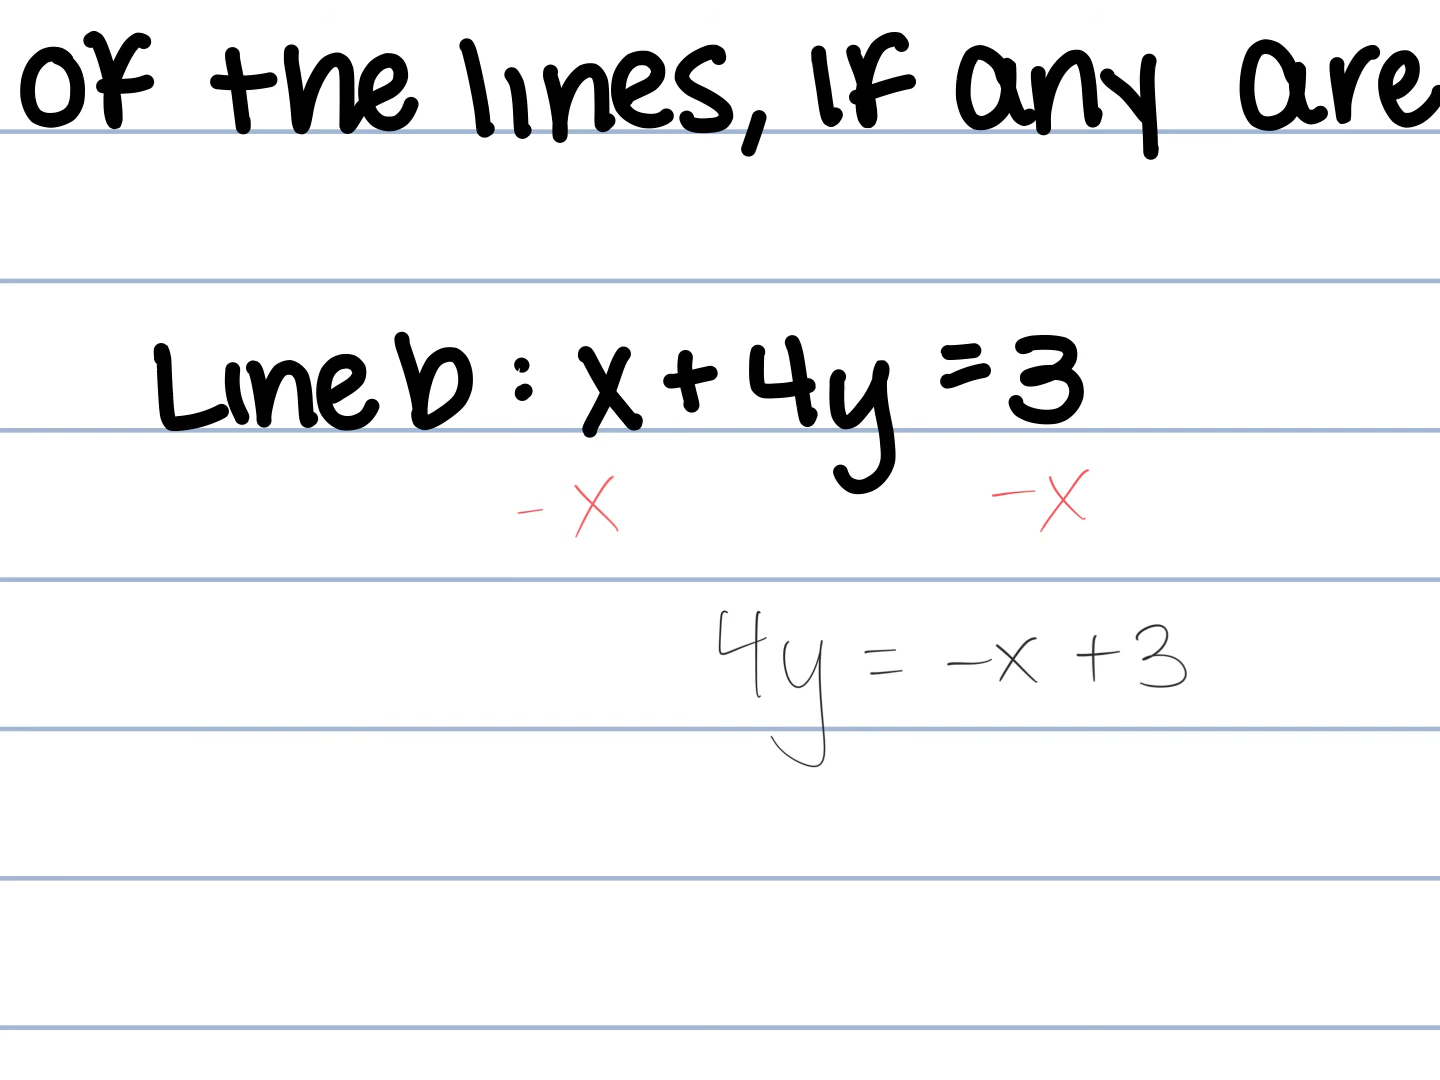 of the lines, if any are
Line b : x + 4y = 3
- x - x
4y = -x + 3